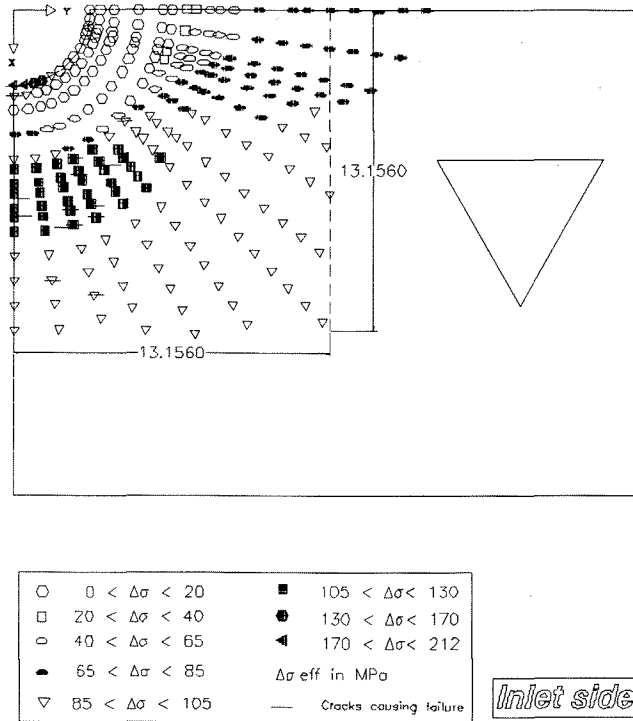 Y
X
13.1560
13.1560
0 < Δσ < 20
20 < Δσ < 40
40 < Δσ < 65
65 < Δσ < 85
85 < Δσ < 105
105 < Δσ< 130
130 < Δσ< 170
170 < Δσ< 212
Δσ eff in MPa
Cracks causing failure
Inlet side